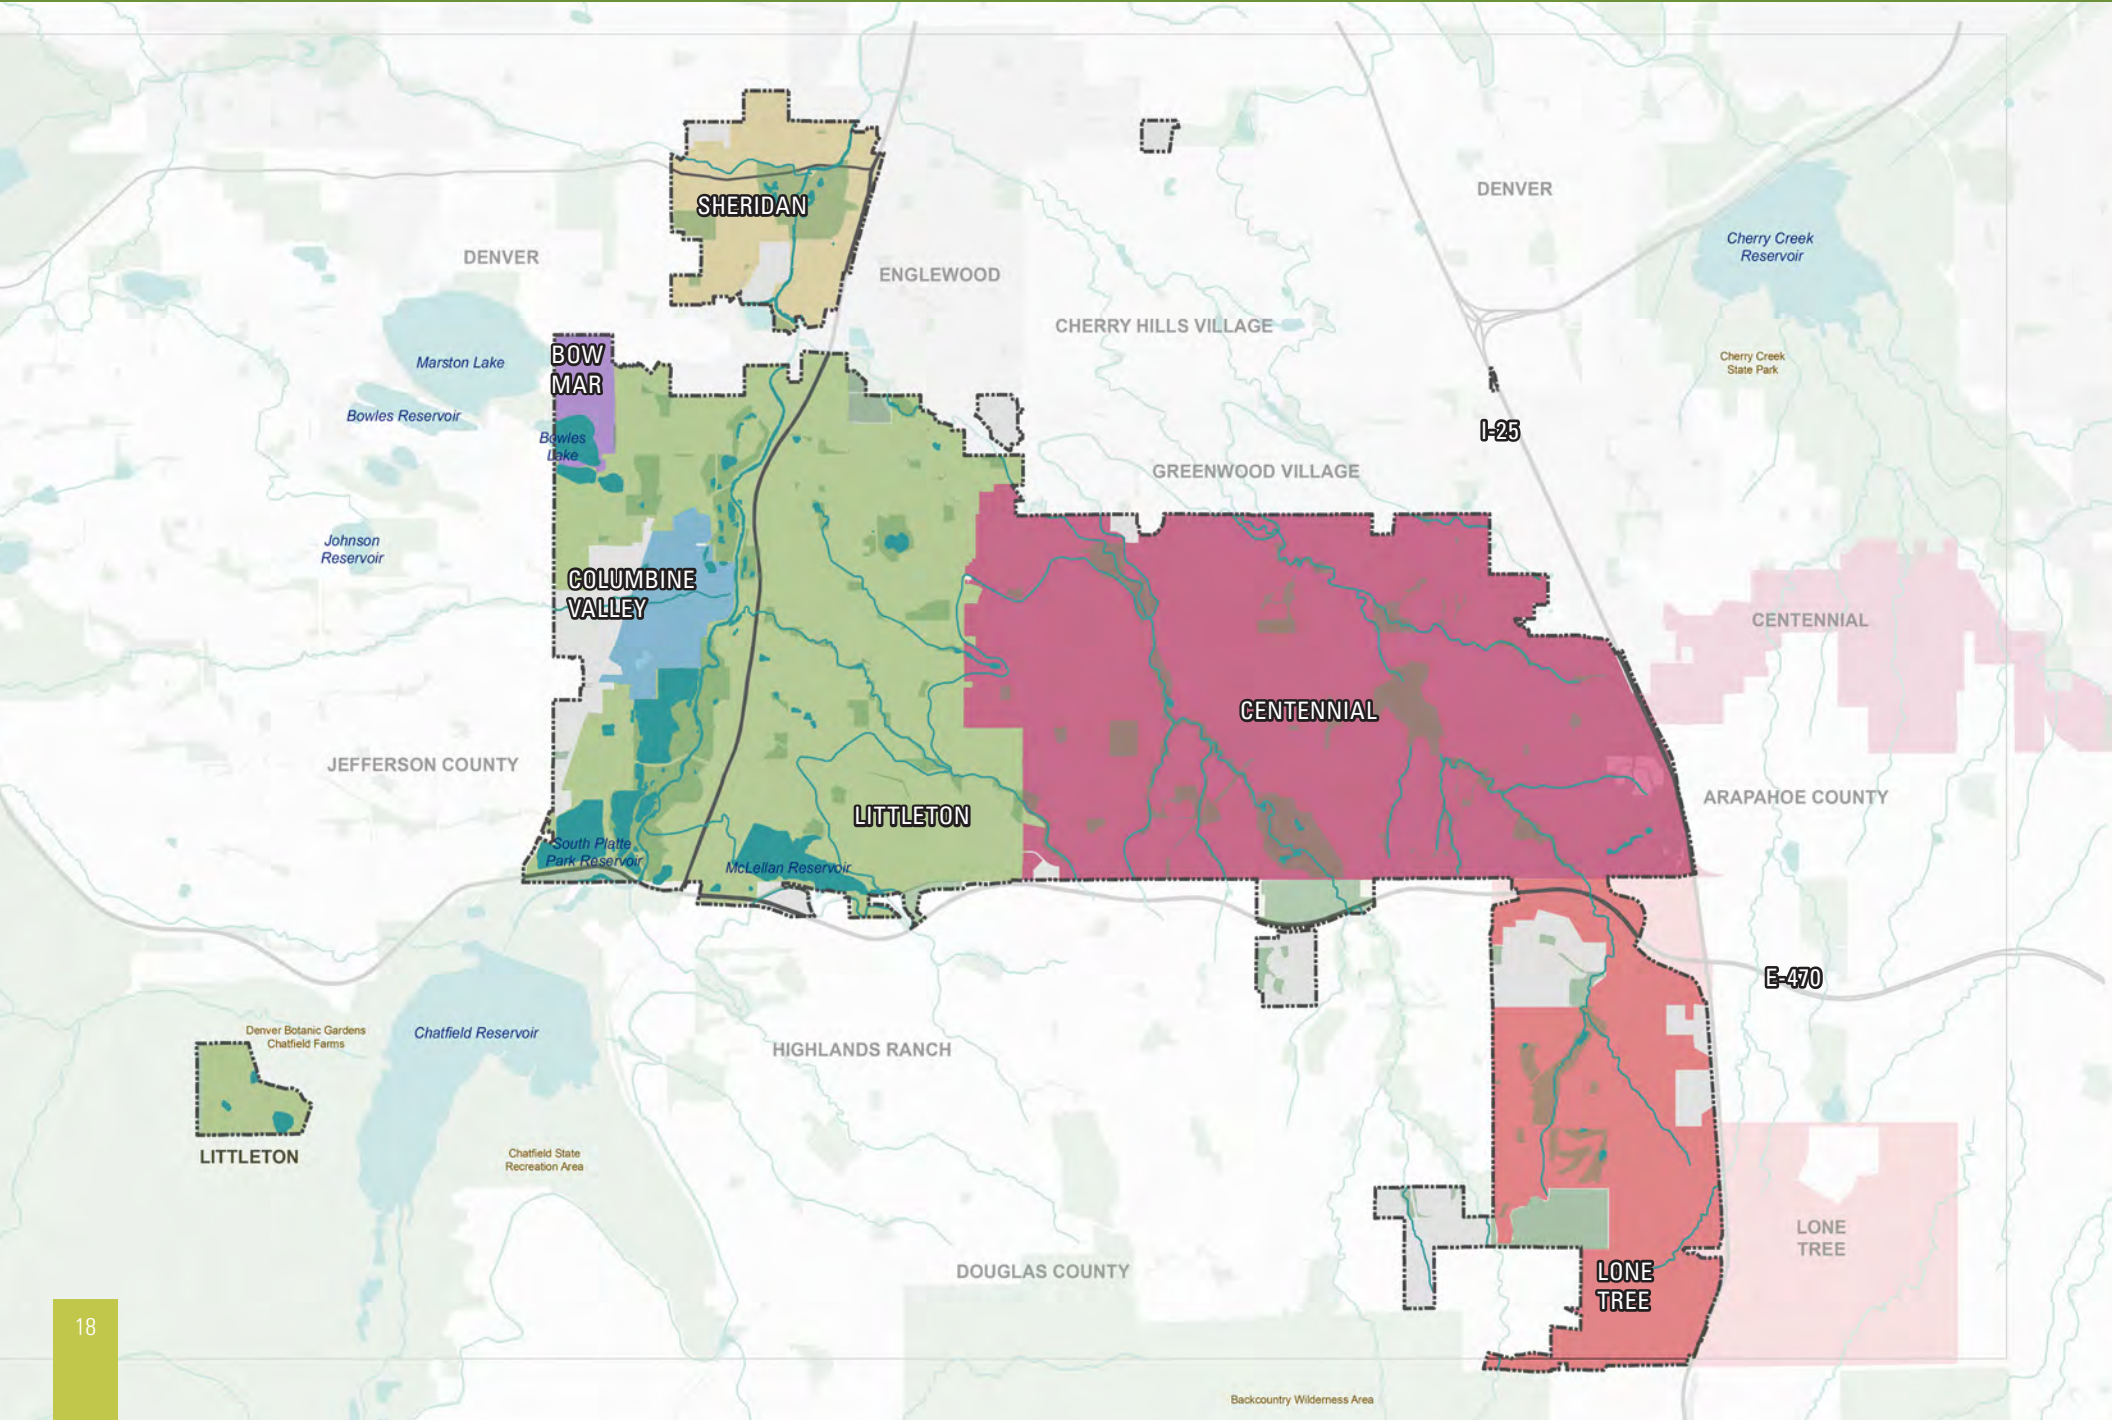 DENVER
SHERIDAN
Cherry Creek
Reservoir
DENVER
ENGLEWOOD
CHERRY HILLS VILLAGE
BOW
MAR
Marston Lake
Cherry Creek
State Park
Bowles Reservoir
I-25
Bowles
Lake
GREENWOOD VILLAGE
Johnson
Reservoir
COLUMBINE
VALLEY
CENTENNIAL
CENTENNIAL
JEFFERSON COUNTY
ARAPAHOE COUNTY
LITTLETON
South Platte
Park Reservoir
McLellan Reservoir
E-470
Denver Botanic Gardens
Chatfield Farms
Chatfield Reservoir
HIGHLANDS RANCH
LITTLETON
Chatfield State
Recreation Area
LONE
TREE
DOUGLAS COUNTY
LONE
TREE
18
Backcountry Wilderness Area